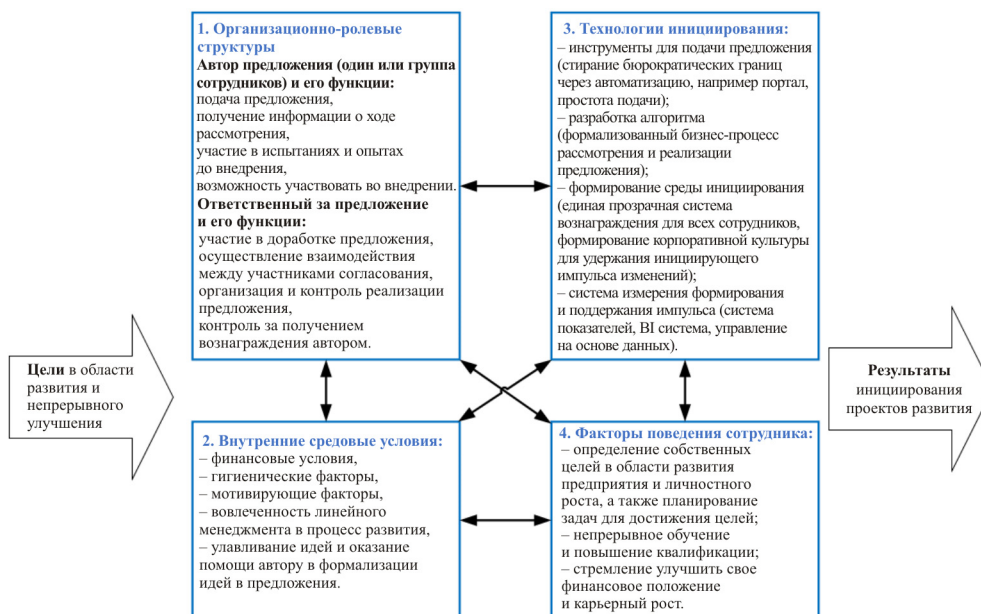 1. Организационно-ролевые
структуры
Автор предложения (один или группа
сотрудников) и его функции:
подача предложения,
получение информации о ходе
рассмотрения,
участие в испытаниях и опытах
до внедрения,
возможность участвовать во внедрении.
Ответственный за предложение
и его функции:
участие в доработке предложения,
осуществление взаимодействия
между участниками согласования,
организация и контроль реализации
предложения,
контроль за получением
вознаграждения автором.
3. Технологии инициирования:
– инструменты для подачи предложения
(стирание бюрократических границ
через автоматизацию, например портал,
простота подачи);
– разработка алгоритма
(формализованный бизнес-процесс
рассмотрения и реализации
предложения);
– формирование среды инициирования
(единая прозрачная система
вознаграждения для всех сотрудников,
формирование корпоративной культуры
для удержания инициирующего
импульса изменений);
– система измерения формирования
и поддержания импульса (система
показателей, BI система, управление
на основе данных).
Цели в области
развития и
непрерывного
улучшения
Результаты
инициирования
проектов развития
2. Внутренние средовые условия:
– финансовые условия,
– гигиенические факторы,
– мотивирующие факторы,
– вовлеченность линейного
менеджмента в процесс развития,
– улавливание идей и оказание
помощи автору в формализации
идей в предложения.
4. Факторы поведения сотрудника:
– определение собственных
целей в области развития
предприятия и личностного
роста, а также планирование
задач для достижения целей;
– непрерывное обучение
и повышение квалификации;
– стремление улучшить свое
финансовое положение
и карьерный рост.